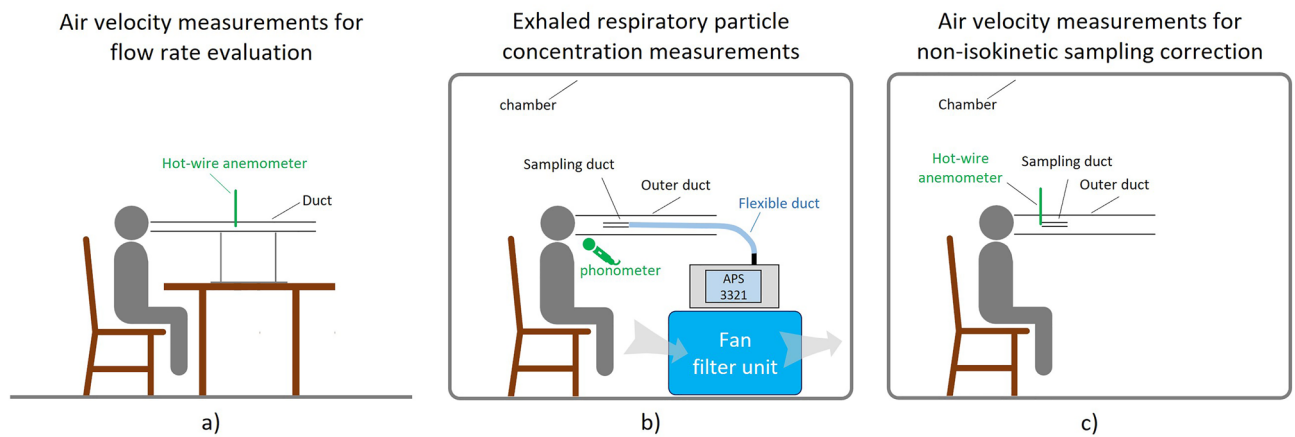 Air velocity measurements for
flow rate evaluation
Hot-wire anemometer
Duct
a)
Exhaled respiratory particle
concentration measurements
chamber
Sampling duct
Outer duct
Flexible duct
phonometer
APS
3321
Fan
filter unit
b)
Air velocity measurements for
non-isokinetic sampling correction
Chamber
Hot-wire
anemometer
Sampling duct
Outer duct
c)